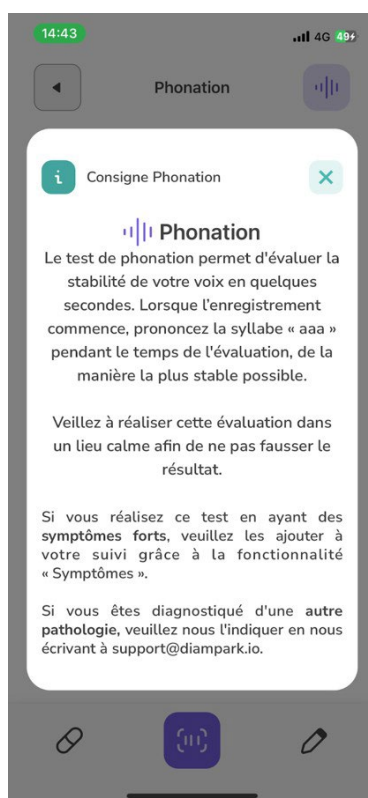 14:43
4G 49
Phonation
i Consigne Phonation
Phonation
Le test de phonation permet d'évaluer la
stabilité de votre voix en quelques
secondes. Lorsque l'enregistrement
commence, prononcez la syllabe « aaa »
pendant le temps de l'évaluation, de la
manière la plus stable possible.
Veillez à réaliser cette évaluation dans
un lieu calme afin de ne pas fausser le
résultat.
Si vous réalisez ce test en ayant des
symptômes forts, veuillez les ajouter à
votre suivi grâce à la fonctionnalité
« Symptômes ».
Si vous êtes diagnostiqué d'une autre
pathologie, veuillez nous l'indiquer en nous
écrivant à support@diampark.io.